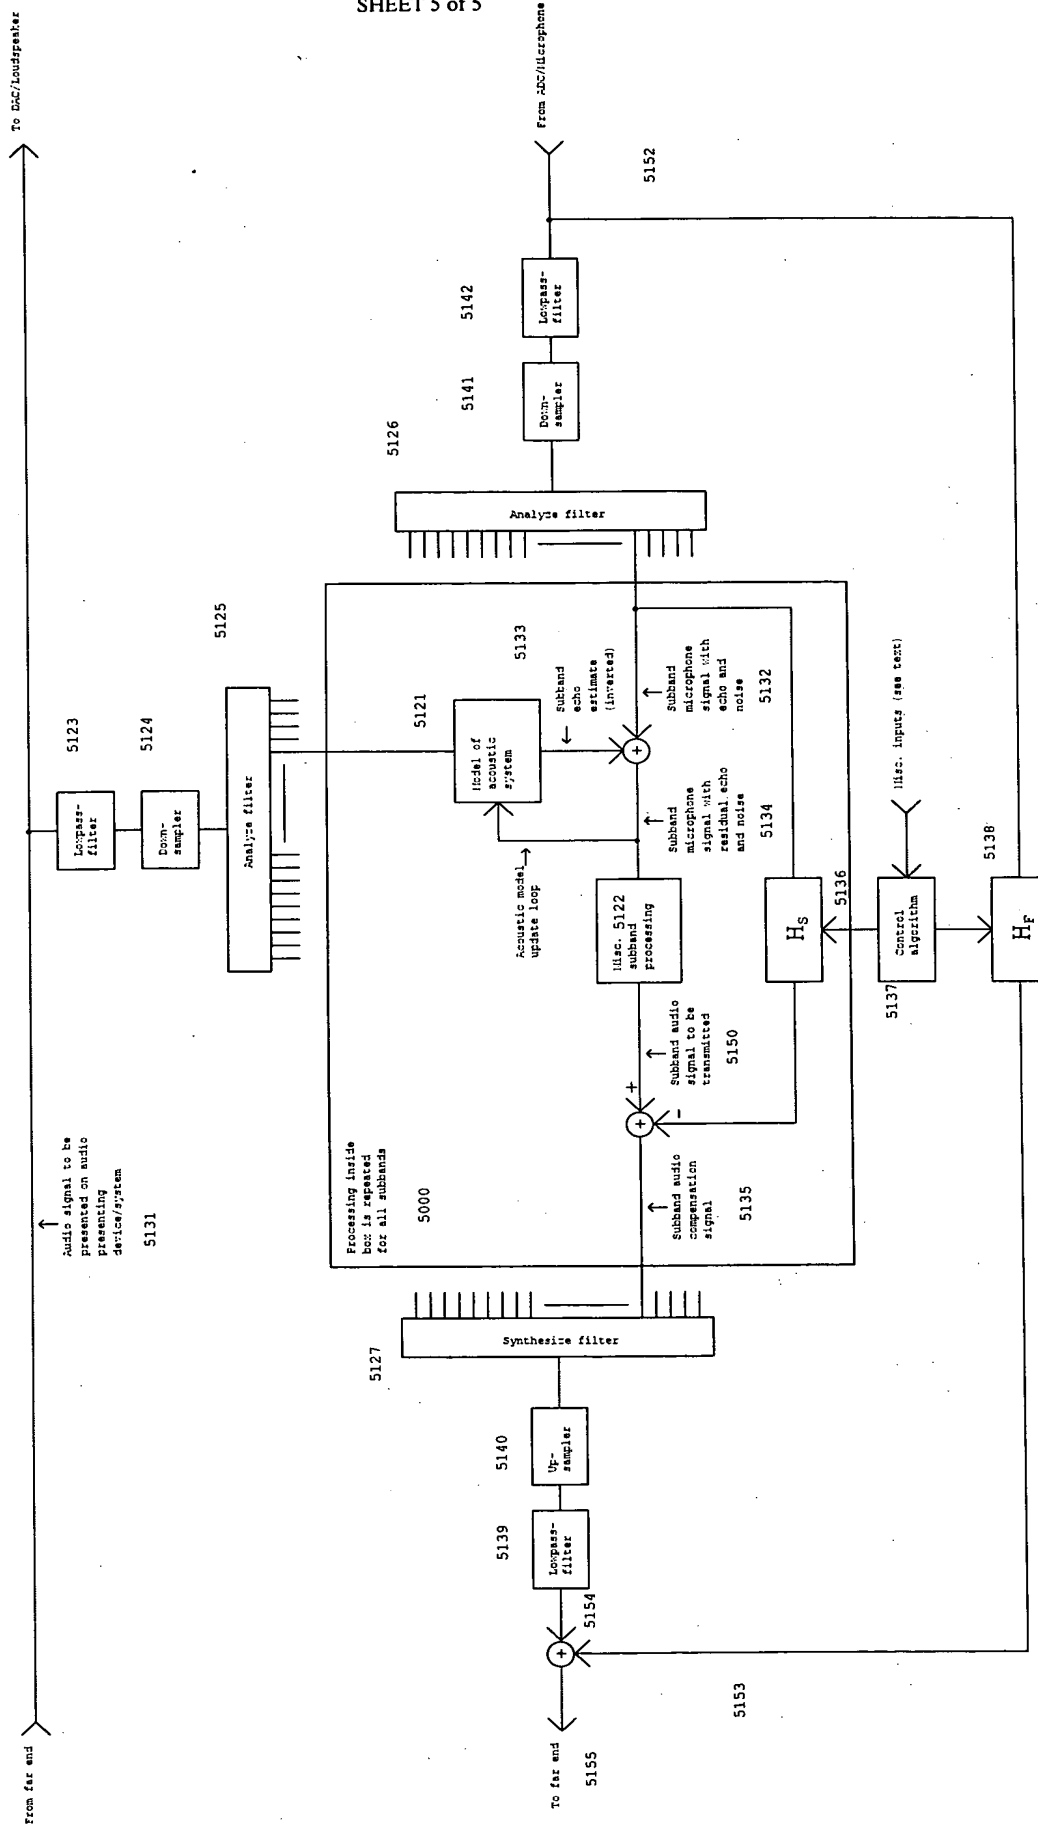 SHEET 5 of 5
To DAC/Loudspeaker
From ADC/Microphone
5152
5123
Lowpass-
filter
5124
Down-
sampler
5125
Analyze filter
5142
Lowpass-
filter
5141
Down-
sampler
5126
Analyze filter
5121
Model of
acoustic
system
5133
Subband
echo
estimate
(inverted)
Subband
microphone
signal with
echo and
noise
5132
Acoustic model
update loop
Subband
microphone
signal with
residual echo
and noise
5134
Misc. 5122
subband
processing
HS
5136
Misc. inputs (see text)
Control
algorithm
5137
5138
HF
Audio signal to be
presented on audio
presenting
device/system
5131
Processing inside
box is repeated
for all subbands
5000
+
-
+
+
Subband audio
signal to be
transmitted
5150
Subband audio
compensation
signal
5135
Synthesize filter
5127
5140
Up-
sampler
5139
Lowpass-
filter
5154
+
5153
From far end
To far end
5155